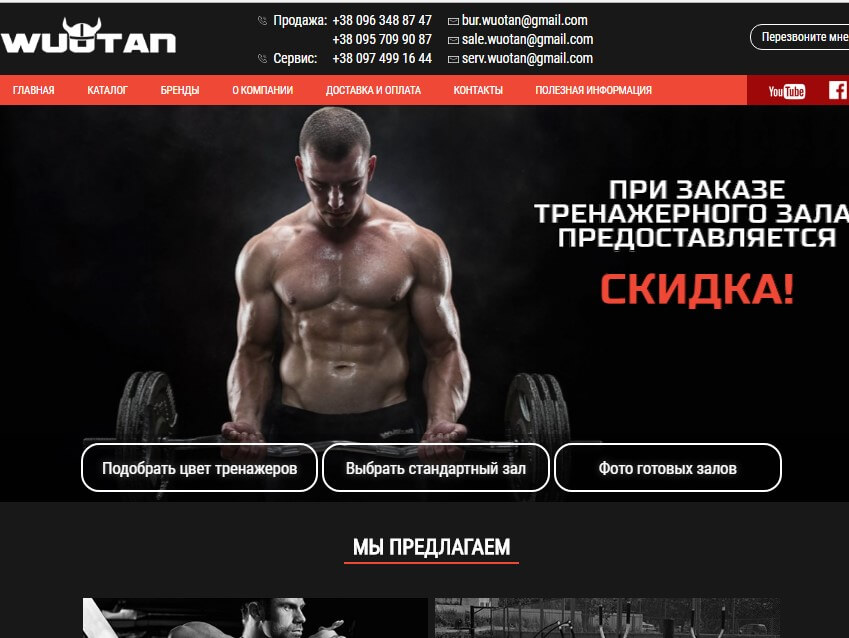 WUOTAN
Продажа: +38 096 348 87 47
+38 095 709 90 87
Сервис: +38 097 499 16 44
bur.wuotan@gmail.com
sale.wuotan@gmail.com
serv.wuotan@gmail.com
Перезвоните мне
ГЛАВНАЯ КАТАЛОГ БРЕНДЫ О КОМПАНИИ ДОСТАВКА И ОПЛАТА КОНТАКТЫ ПОЛЕЗНАЯ ИНФОРМАЦИЯ YouTube
ПРИ ЗАКАЗЕ
ТРЕНАЖЕРНОГО ЗАЛА
ПРЕДОСТАВЛЯЕТСЯ
СКИДКА!
Подобрать цвет тренажеров Выбрать стандартный зал Фото готовых залов
МЫ ПРЕДЛАГАЕМ